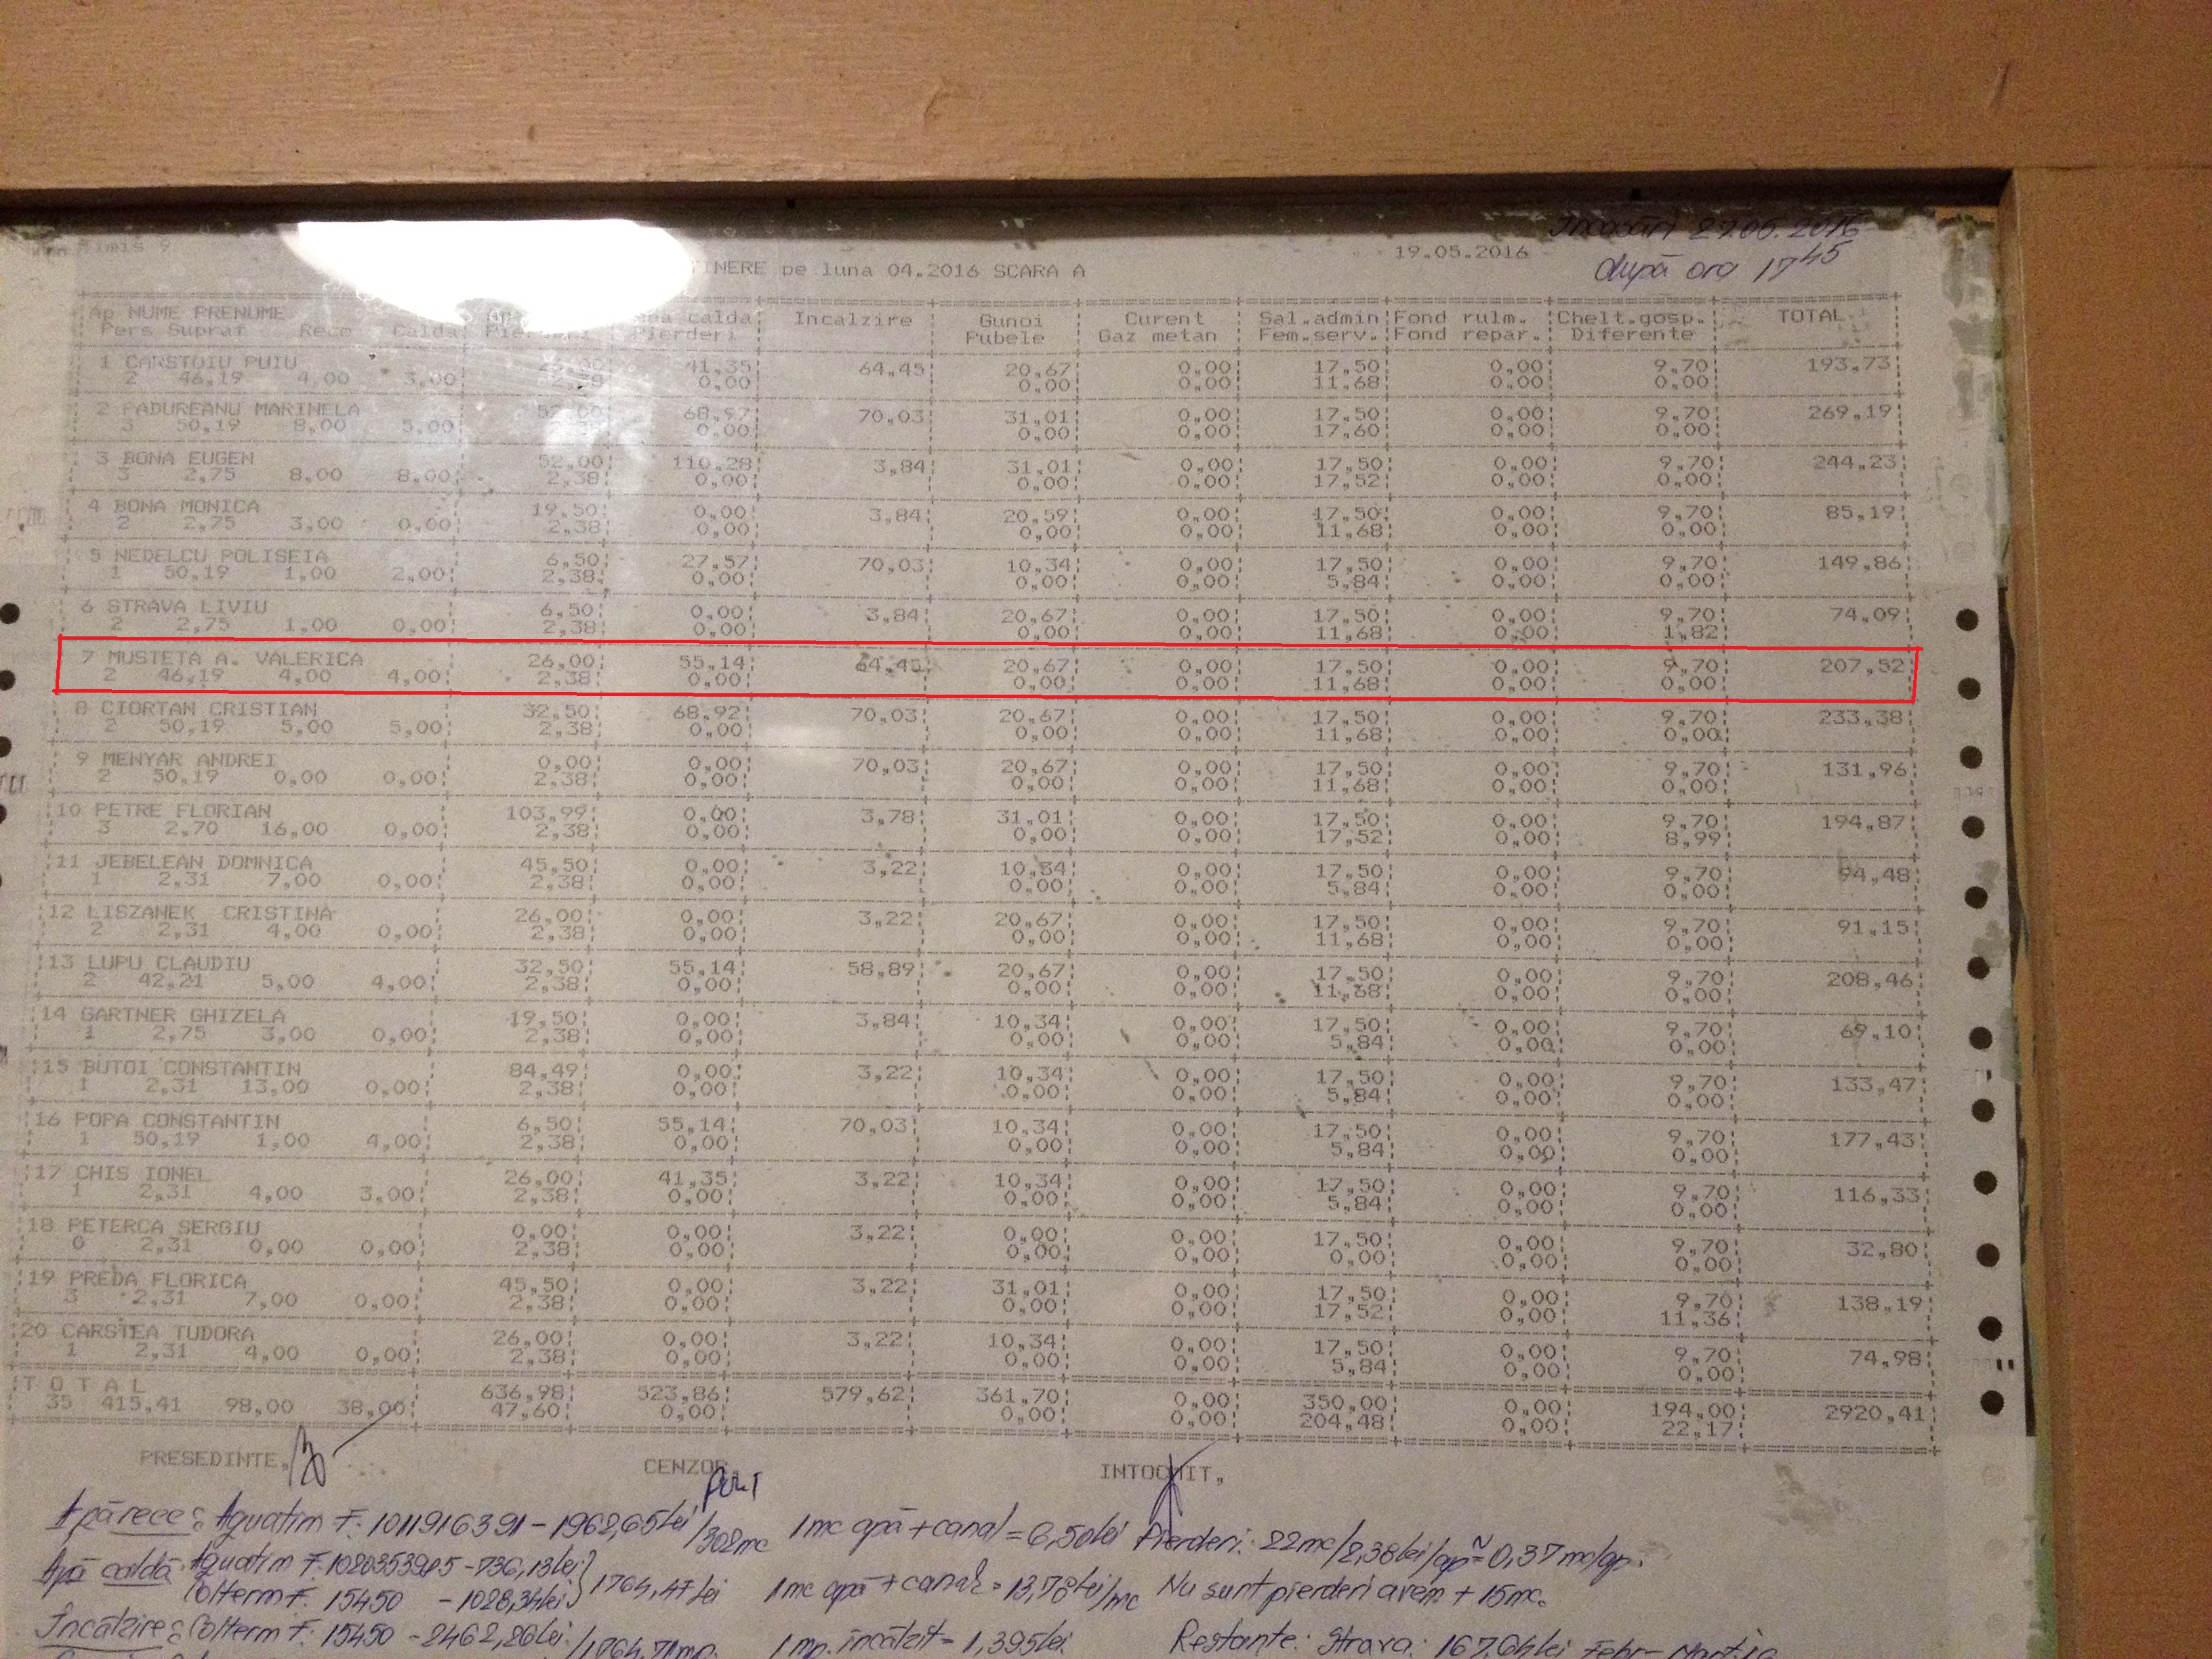 Timis 9
INERE pe luna 04.2016 SCARA A
19.05.2016
Incasări 27.05.2016
după ora 17 45
Ap NUME PRENUME calda Incalzire Gunoi Curent Sal.admin Fond rulm. Chelt.gosp. TOTAL
Pers Supraf Rece Calda Pierderi Pierderi Pubele Gaz metan Fem.serv. Fond repar. Diferente
1 CARSTOIU PUIU 41,35 64,45 20,67 0,00 17,50 0,00 9,70 193,73
2 46,19 4,00 3,00 0,00 0,00 0,00 11,68 0,00 0,00
2 PADUREANU MARINELA 52,00 68,92 70,03 31,01 0,00 17,50 0,00 9,70 269,19
3 50,19 8,00 5,00 0,00 0,00 0,00 17,60 0,00 0,00
3 BONA EUGEN 52,00 110,28 3,84 31,01 0,00 17,50 0,00 9,70 244,23
3 2,75 8,00 8,00 2,38 0,00 0,00 0,00 17,52 0,00 0,00
4 BONA MONICA 19,50 0,00 3,84 20,59 0,00 17,50 0,00 9,70 85,19
2 2,75 3,00 0,00 2,38 0,00 0,00 0,00 11,68 0,00 0,00
5 NEDELCU POLISEIA 6,50 27,57 70,03 10,34 0,00 17,50 0,00 9,70 149,86
1 50,19 1,00 2,00 2,38 0,00 0,00 0,00 5,84 0,00 0,00
6 STRAVA LIVIU 6,50 0,00 3,84 20,67 0,00 17,50 0,00 9,70 74,09
2 2,75 1,00 0,00 2,38 0,00 0,00 0,00 11,68 0,00 1,82
7 MUSTETA A. VALERICA 26,00 55,14 64,45 20,67 0,00 17,50 0,00 9,70 207,52
2 46,19 4,00 4,00 2,38 0,00 0,00 0,00 11,68 0,00 0,00
8 CIORTAN CRISTIAN 32,50 68,92 70,03 20,67 0,00 17,50 0,00 9,70 233,38
2 50,19 5,00 5,00 2,38 0,00 0,00 0,00 11,68 0,00 0,00
9 MENYAR ANDREI 0,00 0,00 70,03 20,67 0,00 17,50 0,00 9,70 131,96
2 50,19 0,00 0,00 2,38 0,00 0,00 0,00 11,68 0,00 0,00
10 PETRE FLORIAN 103,99 0,00 3,78 31,01 0,00 17,50 0,00 9,70 194,87
3 2,70 16,00 0,00 2,38 0,00 0,00 0,00 17,52 0,00 8,99
11 JEBELEAN DOMNICA 45,50 0,00 3,22 10,34 0,00 17,50 0,00 9,70 94,48
1 2,31 7,00 0,00 2,38 0,00 0,00 0,00 5,84 0,00 0,00
12 LISZANEK CRISTINA 26,00 0,00 3,22 20,67 0,00 17,50 0,00 9,70 91,15
2 2,31 4,00 0,00 2,38 0,00 0,00 0,00 11,68 0,00 0,00
13 LUPU CLAUDIU 32,50 55,14 58,89 20,67 0,00 17,50 0,00 9,70 208,46
2 42,21 5,00 4,00 2,38 0,00 0,00 0,00 11,68 0,00 0,00
14 GARTNER GHIZELA 19,50 0,00 3,84 10,34 0,00 17,50 0,00 9,70 69,10
1 2,75 3,00 0,00 2,38 0,00 0,00 0,00 5,84 0,00 0,00
15 BUTOI CONSTANTIN 84,49 0,00 3,22 10,34 0,00 17,50 0,00 9,70 133,47
1 2,31 13,00 0,00 2,38 0,00 0,00 0,00 5,84 0,00 0,00
16 POPA CONSTANTIN 6,50 55,14 70,03 10,34 0,00 17,50 0,00 9,70 177,43
1 50,19 1,00 4,00 2,38 0,00 0,00 0,00 5,84 0,00 0,00
17 CHIS IONEL 26,00 41,35 3,22 10,34 0,00 17,50 0,00 9,70 116,33
1 2,31 4,00 3,00 2,38 0,00 0,00 0,00 5,84 0,00 0,00
18 PETERCA SERGIU 0,00 0,00 3,22 0,00 0,00 17,50 0,00 9,70 32,80
0 2,31 0,00 0,00 2,38 0,00 0,00 0,00 0,00 0,00 0,00
19 PREDA FLORICA 45,50 0,00 3,22 31,01 0,00 17,50 0,00 9,70 138,19
3 2,31 7,00 0,00 2,38 0,00 0,00 0,00 17,52 0,00 11,36
20 CARSTEA TUDORA 26,00 0,00 3,22 10,34 0,00 17,50 0,00 9,70 74,98
1 2,31 4,00 0,00 2,38 0,00 0,00 0,00 5,84 0,00 0,00
T O T A L 636,98 523,86 579,62 361,70 0,00 350,00 0,00 194,00 2920,41
35 415,41 98,00 38,00 47,60 0,00 0,00 0,00 204,48 0,00 22,17
PRESEDINTE, CENZOR INTOCMIT,
Apă rece: Aquatim F: 1011916391 - 1962,65 lei /302mc 1mc apă + canal = 6,50 lei Pierderi: 22mc/2,38lei/ap ≈ 0,37 mc/ap.
Apă caldă Aquatim F: 1020353985 - 736,13lei } 1764,47 lei 1mc apă + canal = 13,78 lei/mc Nu sunt pierderi avem + 15mc.
Colterm F. 15450 - 1028,34lei
Încălzire: Colterm F: 15450 - 2462,26lei /1764,71mp. 1mp. încălzit = 1,395lei Restante: Strava: 167,64lei Febr- Martie